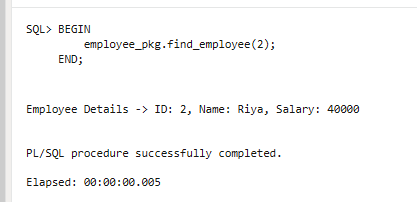 SQL> BEGIN
employee_pkg.find_employee(2);
END;
Employee Details -> ID: 2, Name: Riya, Salary: 40000
PL/SQL procedure successfully completed.
Elapsed: 00:00:00.005